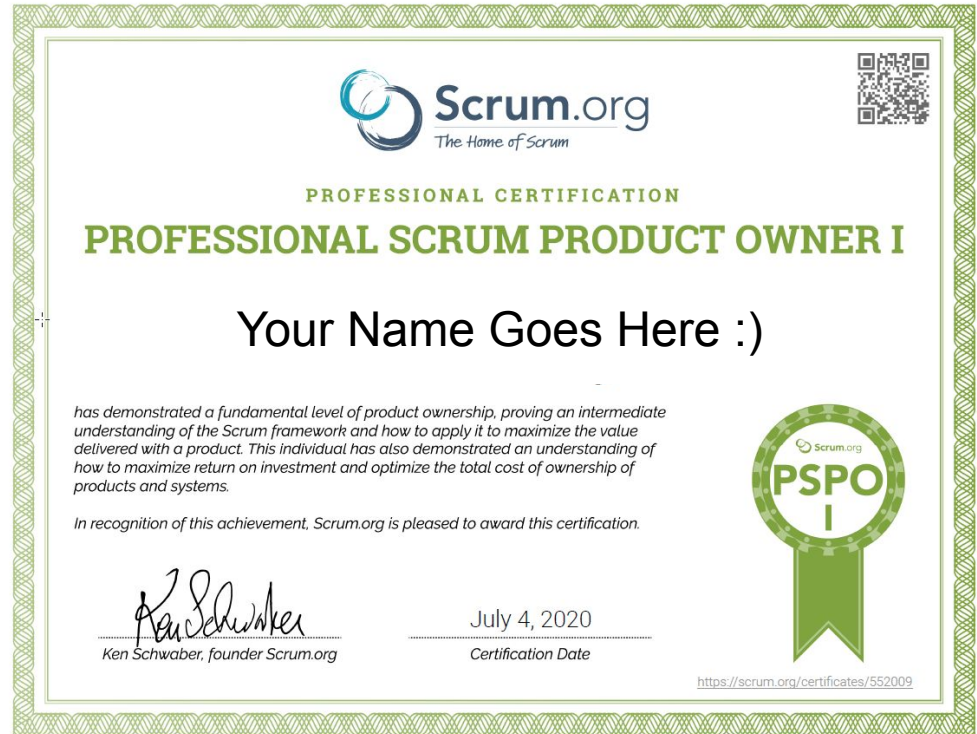 Scrum.org
The Home of Scrum
PROFESSIONAL CERTIFICATION
PROFESSIONAL SCRUM PRODUCT OWNER I
Your Name Goes Here :)
has demonstrated a fundamental level of product ownership, proving an intermediate
understanding of the Scrum framework and how to apply it to maximize the value
delivered with a product. This individual has also demonstrated an understanding of
how to maximize return on investment and optimize the total cost of ownership of
products and systems.
In recognition of this achievement, Scrum.org is pleased to award this certification.
Scrum.org
PSPO
I
Ken Schwaber
July 4, 2020
Ken Schwaber, founder Scrum.org
Certification Date
https://scrum.org/certificates/552009